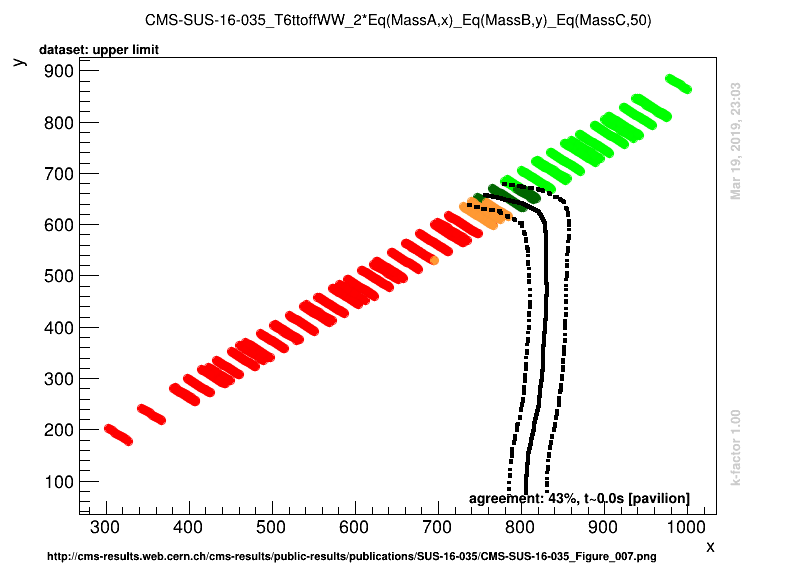 CMS-SUS-16-035_T6ttoffWW_2*Eq(MassA,x)_Eq(MassB,y)_Eq(MassC,50)
dataset: upper limit
y
900
800
700
600
500
400
300
200
100
300 400 500 600 700 800 900 1000
x
agreement: 43%, t~0.0s [pavilion]
Mar 19, 2019, 23:03
k-factor 1.00
http://cms-results.web.cern.ch/cms-results/public-results/publications/SUS-16-035/CMS-SUS-16-035_Figure_007.png